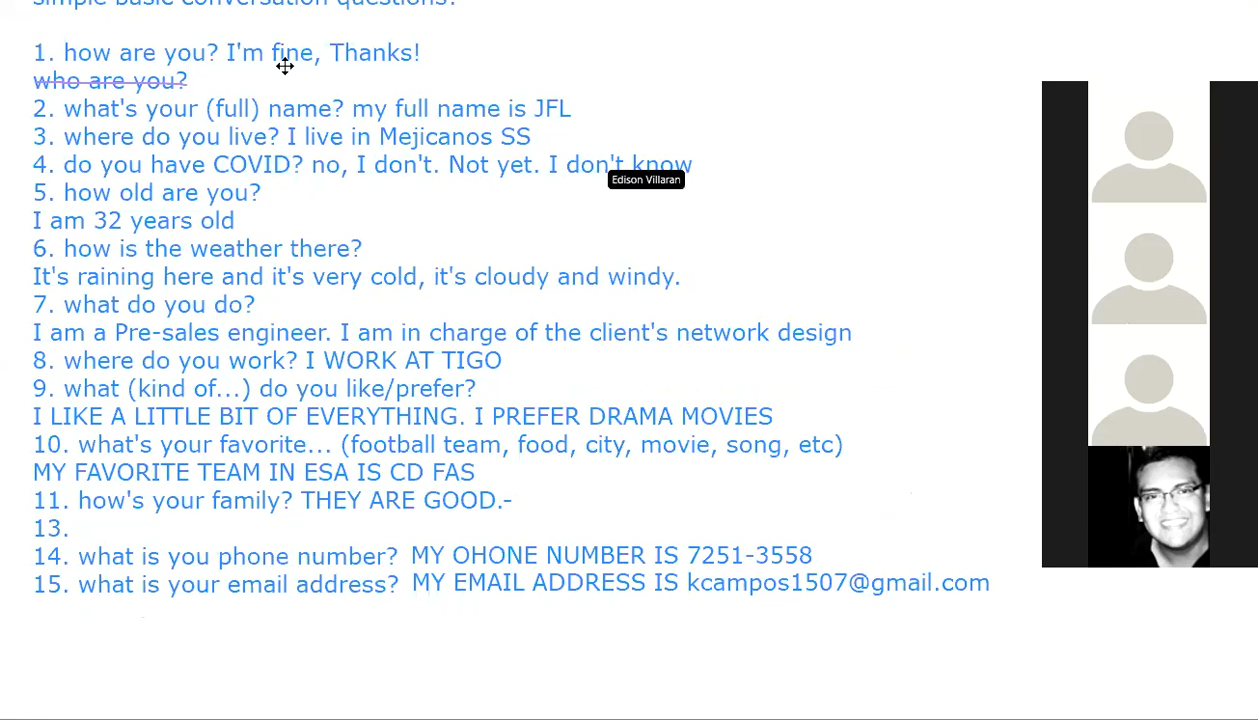 simple basic conversation questions?
1. how are you? I'm fine, Thanks!
who are you?
2. what's your (full) name? my full name is JFL
3. where do you live? I live in Mejicanos SS
4. do you have COVID? no, I don't. Not yet. I don't know
Edison Villaran
5. how old are you?
I am 32 years old
6. how is the weather there?
It's raining here and it's very cold, it's cloudy and windy.
7. what do you do?
I am a Pre-sales engineer. I am in charge of the client's network design
8. where do you work? I WORK AT TIGO
9. what (kind of...) do you like/prefer?
I LIKE A LITTLE BIT OF EVERYTHING. I PREFER DRAMA MOVIES
10. what's your favorite... (football team, food, city, movie, song, etc)
MY FAVORITE TEAM IN ESA IS CD FAS
11. how's your family? THEY ARE GOOD.-
13.
14. what is you phone number? MY OHONE NUMBER IS 7251-3558
15. what is your email address? MY EMAIL ADDRESS IS kcampos1507@gmail.com